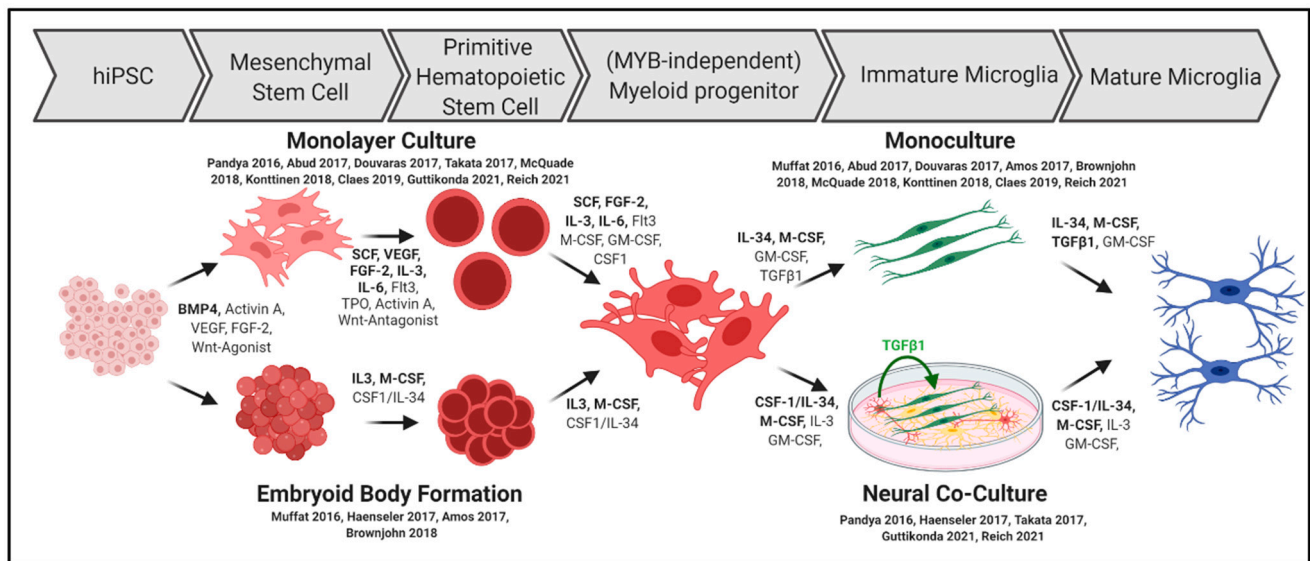 hiPSC
Mesenchymal
Stem Cell
Primitive
Hematopoietic
Stem Cell
(MYB-independent)
Myeloid progenitor
Immature Microglia
Mature Microglia
Monolayer Culture
Pandya 2016, Abud 2017, Douvaras 2017, Takata 2017, McQuade
2018, Konttinen 2018, Claes 2019, Guttikonda 2021, Reich 2021
Monoculture
Muffat 2016, Abud 2017, Douvaras 2017, Amos 2017, Brownjohn
2018, McQuade 2018, Konttinen 2018, Claes 2019, Reich 2021
BMP4, Activin A,
VEGF, FGF-2,
Wnt-Agonist
SCF, VEGF,
FGF-2, IL-3,
IL-6, Flt3,
TPO, Activin A,
Wnt-Antagonist
SCF, FGF-2,
IL-3, IL-6, Flt3
M-CSF, GM-CSF,
CSF1
IL-34, M-CSF,
GM-CSF,
TGFβ1
IL-34, M-CSF,
TGFβ1, GM-CSF
IL3, M-CSF,
CSF1/IL-34
IL3, M-CSF,
CSF1/IL-34
CSF-1/IL-34,
M-CSF, IL-3
GM-CSF,
TGFβ1
CSF-1/IL-34,
M-CSF, IL-3
GM-CSF,
Embryoid Body Formation
Muffat 2016, Haenseler 2017, Amos 2017,
Brownjohn 2018
Neural Co-Culture
Pandya 2016, Haenseler 2017, Takata 2017,
Guttikonda 2021, Reich 2021